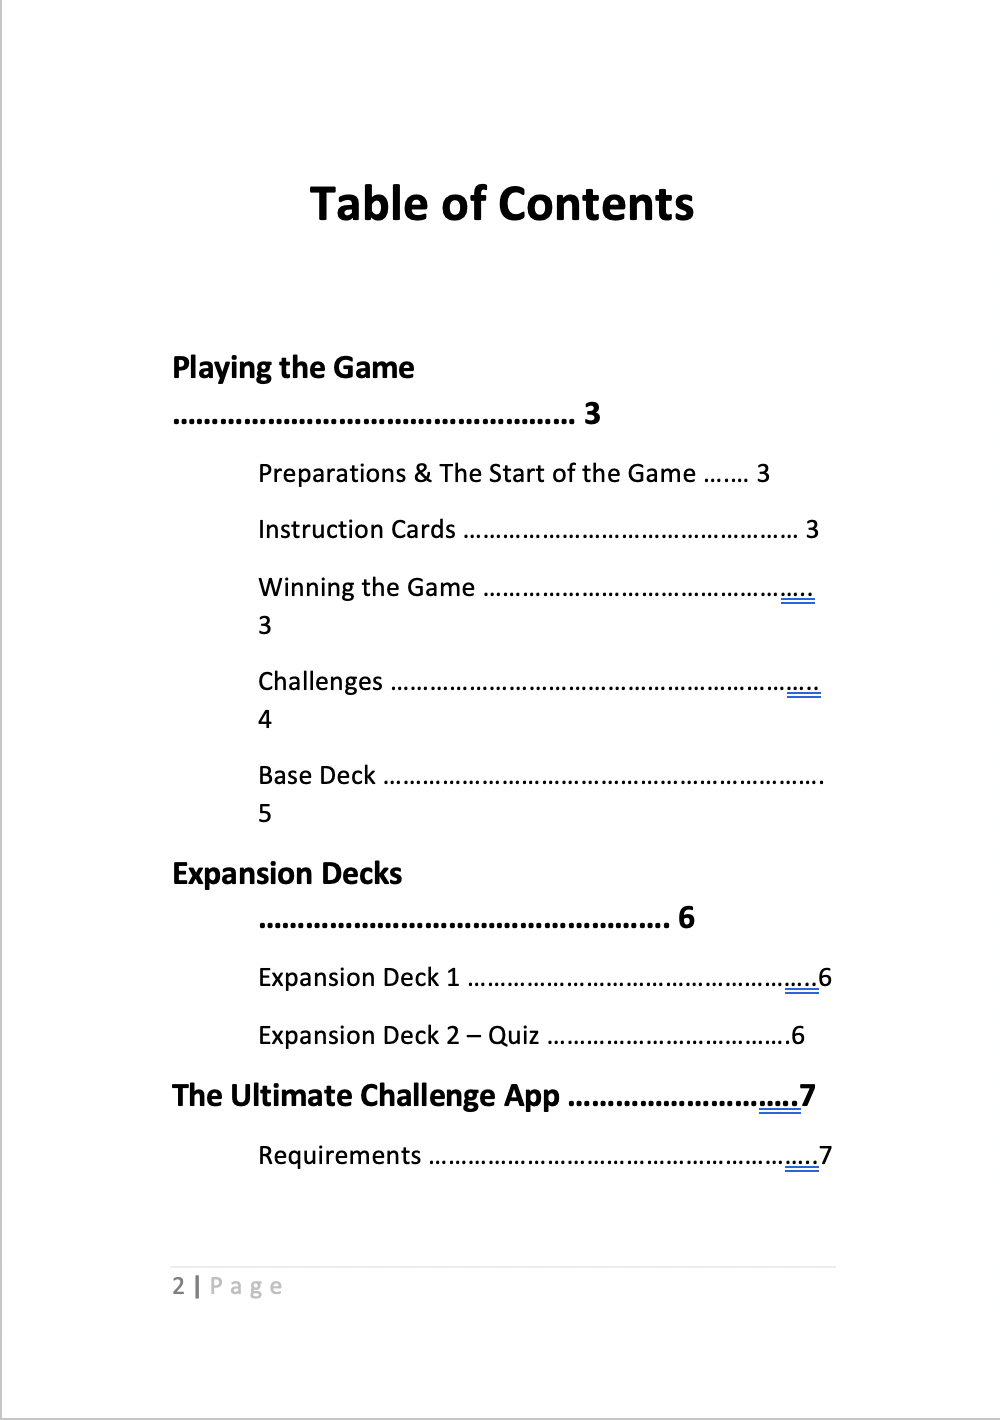 Table of Contents
Playing the Game
................................................... 3
Preparations & The Start of the Game ....... 3
Instruction Cards ................................................... 3
Winning the Game ..................................................
3
Challenges .................................................................
4
Base Deck ...................................................................
5
Expansion Decks
.................................................... 6
Expansion Deck 1 .....................................................6
Expansion Deck 2 – Quiz .....................................6
The Ultimate Challenge App .............................7
Requirements ...........................................................7
2 | Page